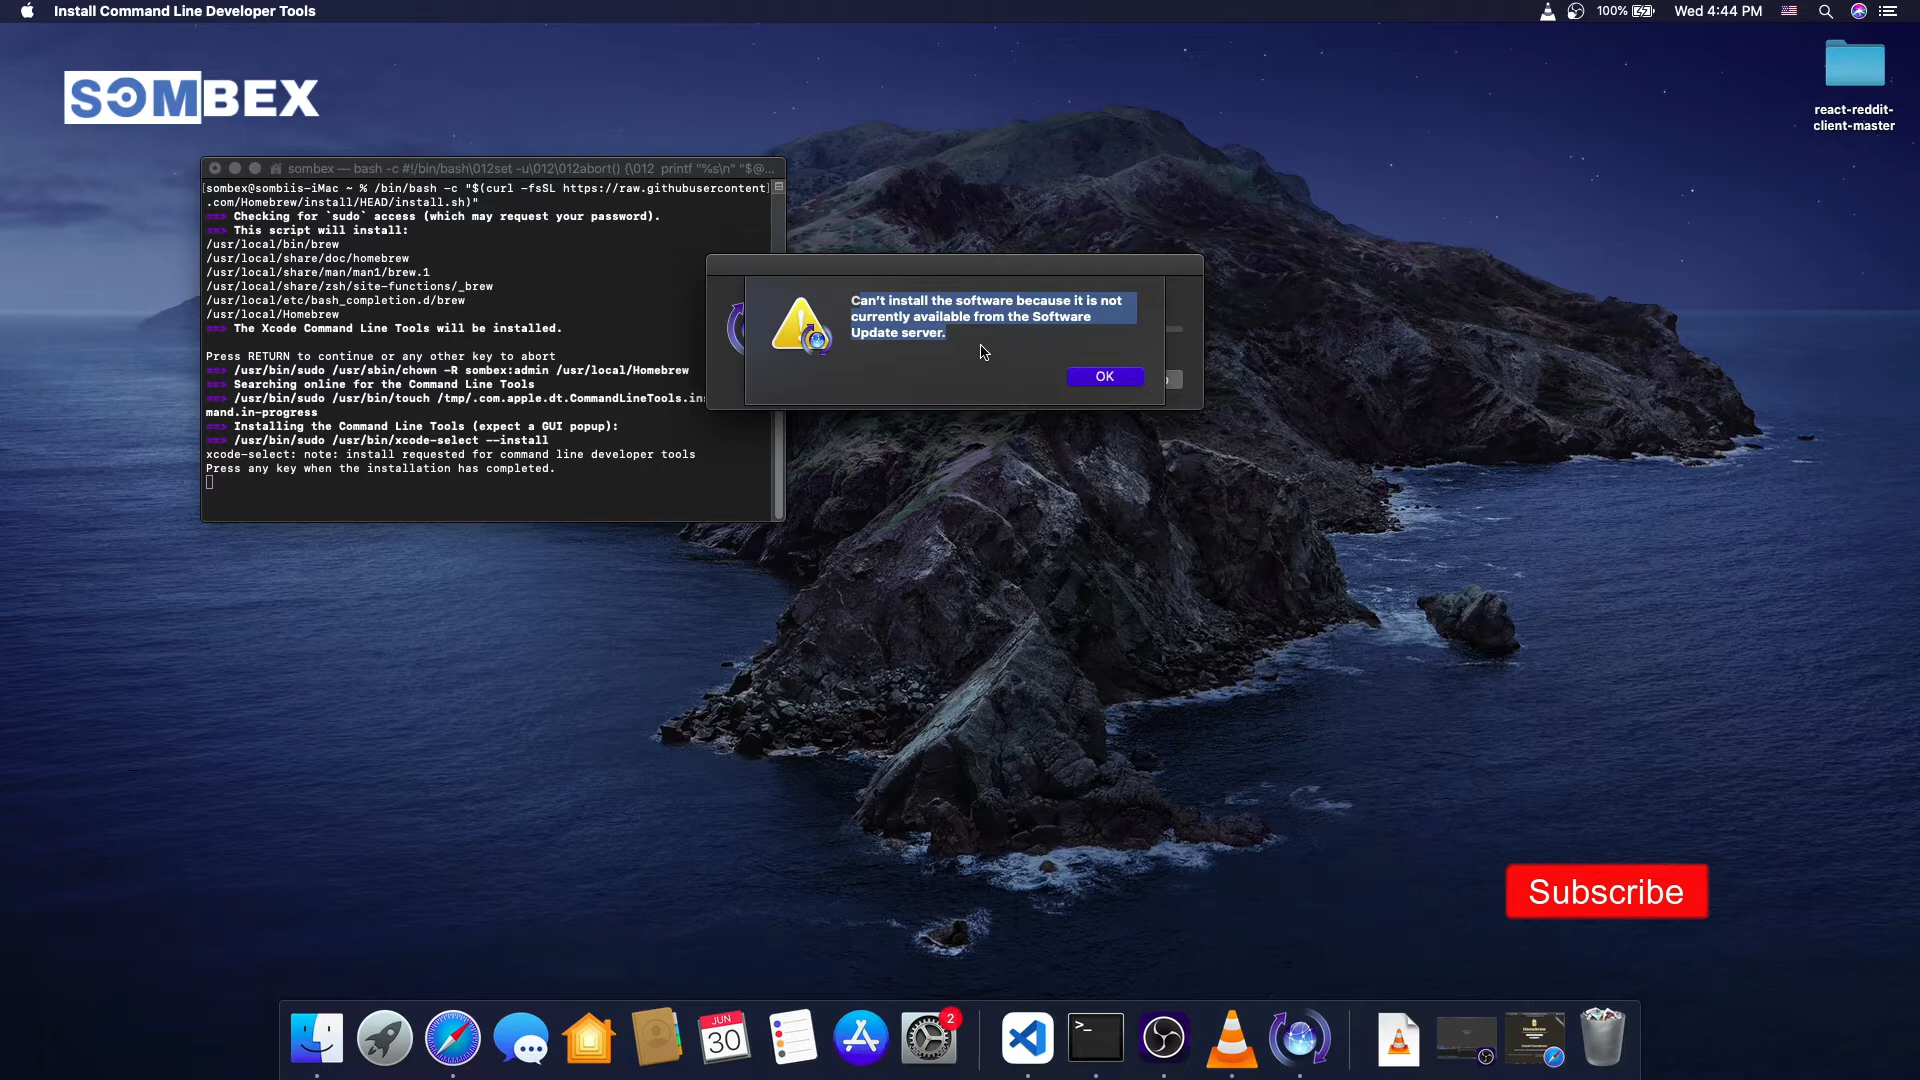 Install Command Line Developer Tools
100%
Wed 4:44 PM
SOMBEX
react-reddit-
client-master
sombex — bash -c #!/bin/bash\012set -u\012\012abort() {\012  printf "%s\n" "$@...
[sombex@sombiis-iMac ~ % /bin/bash -c "$(curl -fsSL https://raw.githubusercontent]
.com/Homebrew/install/HEAD/install.sh)"
==> Checking for `sudo` access (which may request your password).
==> This script will install:
/usr/local/bin/brew
/usr/local/share/doc/homebrew
/usr/local/share/man/man1/brew.1
/usr/local/share/zsh/site-functions/_brew
/usr/local/etc/bash_completion.d/brew
/usr/local/Homebrew
==> The Xcode Command Line Tools will be installed.
Press RETURN to continue or any other key to abort
==> /usr/bin/sudo /usr/sbin/chown -R sombex:admin /usr/local/Homebrew
==> Searching online for the Command Line Tools
==> /usr/bin/sudo /usr/bin/touch /tmp/.com.apple.dt.CommandLineTools.in
mand.in-progress
==> Installing the Command Line Tools (expect a GUI popup):
==> /usr/bin/sudo /usr/bin/xcode-select --install
xcode-select: note: install requested for command line developer tools
Press any key when the installation has completed.
Can't install the software because it is not
currently available from the Software
Update server.
OK
Subscribe
JUN
30
2
>_